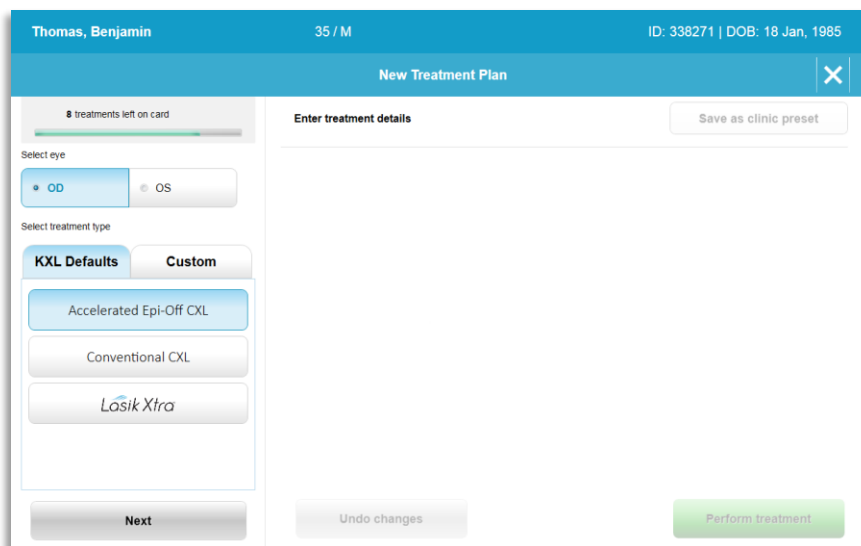 Thomas, Benjamin 35 / M ID: 338271 | DOB: 18 Jan, 1985
New Treatment Plan
8 treatments left on card
Enter treatment details
Save as clinic preset
Select eye
OD
OS
Select treatment type
KXL Defaults
Custom
Accelerated Epi-Off CXL
Conventional CXL
Lasik Xtra
Next
Undo changes
Perform treatment